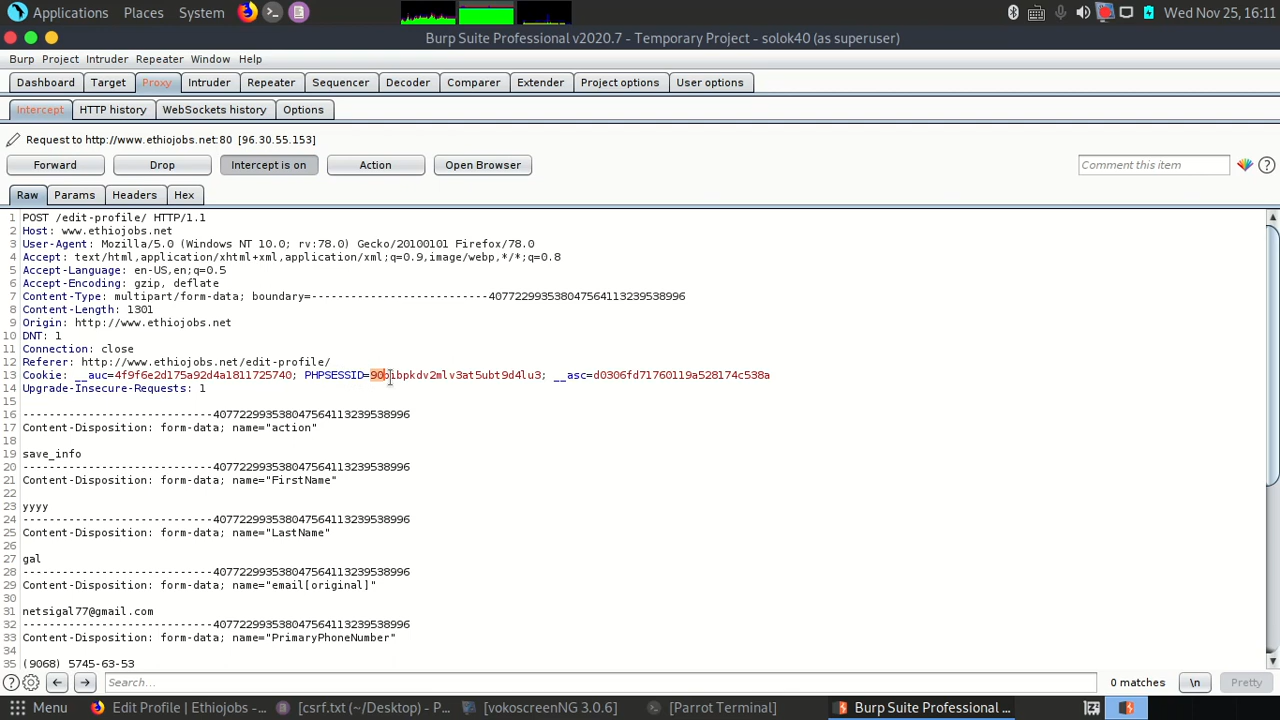 Applications Places System Wed Nov 25, 16:11
Burp Suite Professional v2020.7 - Temporary Project - solok40 (as superuser)
Burp Project Intruder Repeater Window Help
Dashboard Target Proxy Intruder Repeater Sequencer Decoder Comparer Extender Project options User options
Intercept HTTP history WebSockets history Options
Request to http://www.ethiojobs.net:80 [96.30.55.153]
Forward Drop Intercept is on Action Open Browser Comment this item ?
Raw Params Headers Hex
1 POST /edit-profile/ HTTP/1.1
2 Host: www.ethiojobs.net
3 User-Agent: Mozilla/5.0 (Windows NT 10.0; rv:78.0) Gecko/20100101 Firefox/78.0
4 Accept: text/html,application/xhtml+xml,application/xml;q=0.9,image/webp,*/*;q=0.8
5 Accept-Language: en-US,en;q=0.5
6 Accept-Encoding: gzip, deflate
7 Content-Type: multipart/form-data; boundary=---------------------------407722993538047564113239538996
8 Content-Length: 1301
9 Origin: http://www.ethiojobs.net
10 DNT: 1
11 Connection: close
12 Referer: http://www.ethiojobs.net/edit-profile/
13 Cookie: __auc=4f9f6e2d175a92d4a1811725740; PHPSESSID=90bibpkdv2mlv3at5ubt9d4lu3; __asc=d0306fd71760119a528174c538a
14 Upgrade-Insecure-Requests: 1
15
16 -----------------------------407722993538047564113239538996
17 Content-Disposition: form-data; name="action"
18
19 save_info
20 -----------------------------407722993538047564113239538996
21 Content-Disposition: form-data; name="FirstName"
22
23 yyyy
24 -----------------------------407722993538047564113239538996
25 Content-Disposition: form-data; name="LastName"
26
27 gal
28 -----------------------------407722993538047564113239538996
29 Content-Disposition: form-data; name="email[original]"
30
31 netsigal77@gmail.com
32 -----------------------------407722993538047564113239538996
33 Content-Disposition: form-data; name="PrimaryPhoneNumber"
34
35 (9068) 5745-63-53
? Search... 0 matches \n Pretty
Menu Edit Profile | Ethiojobs -... [csrf.txt (~/Desktop) - P... [vokoscreenNG 3.0.6] [Parrot Terminal] Burp Suite Professional ...